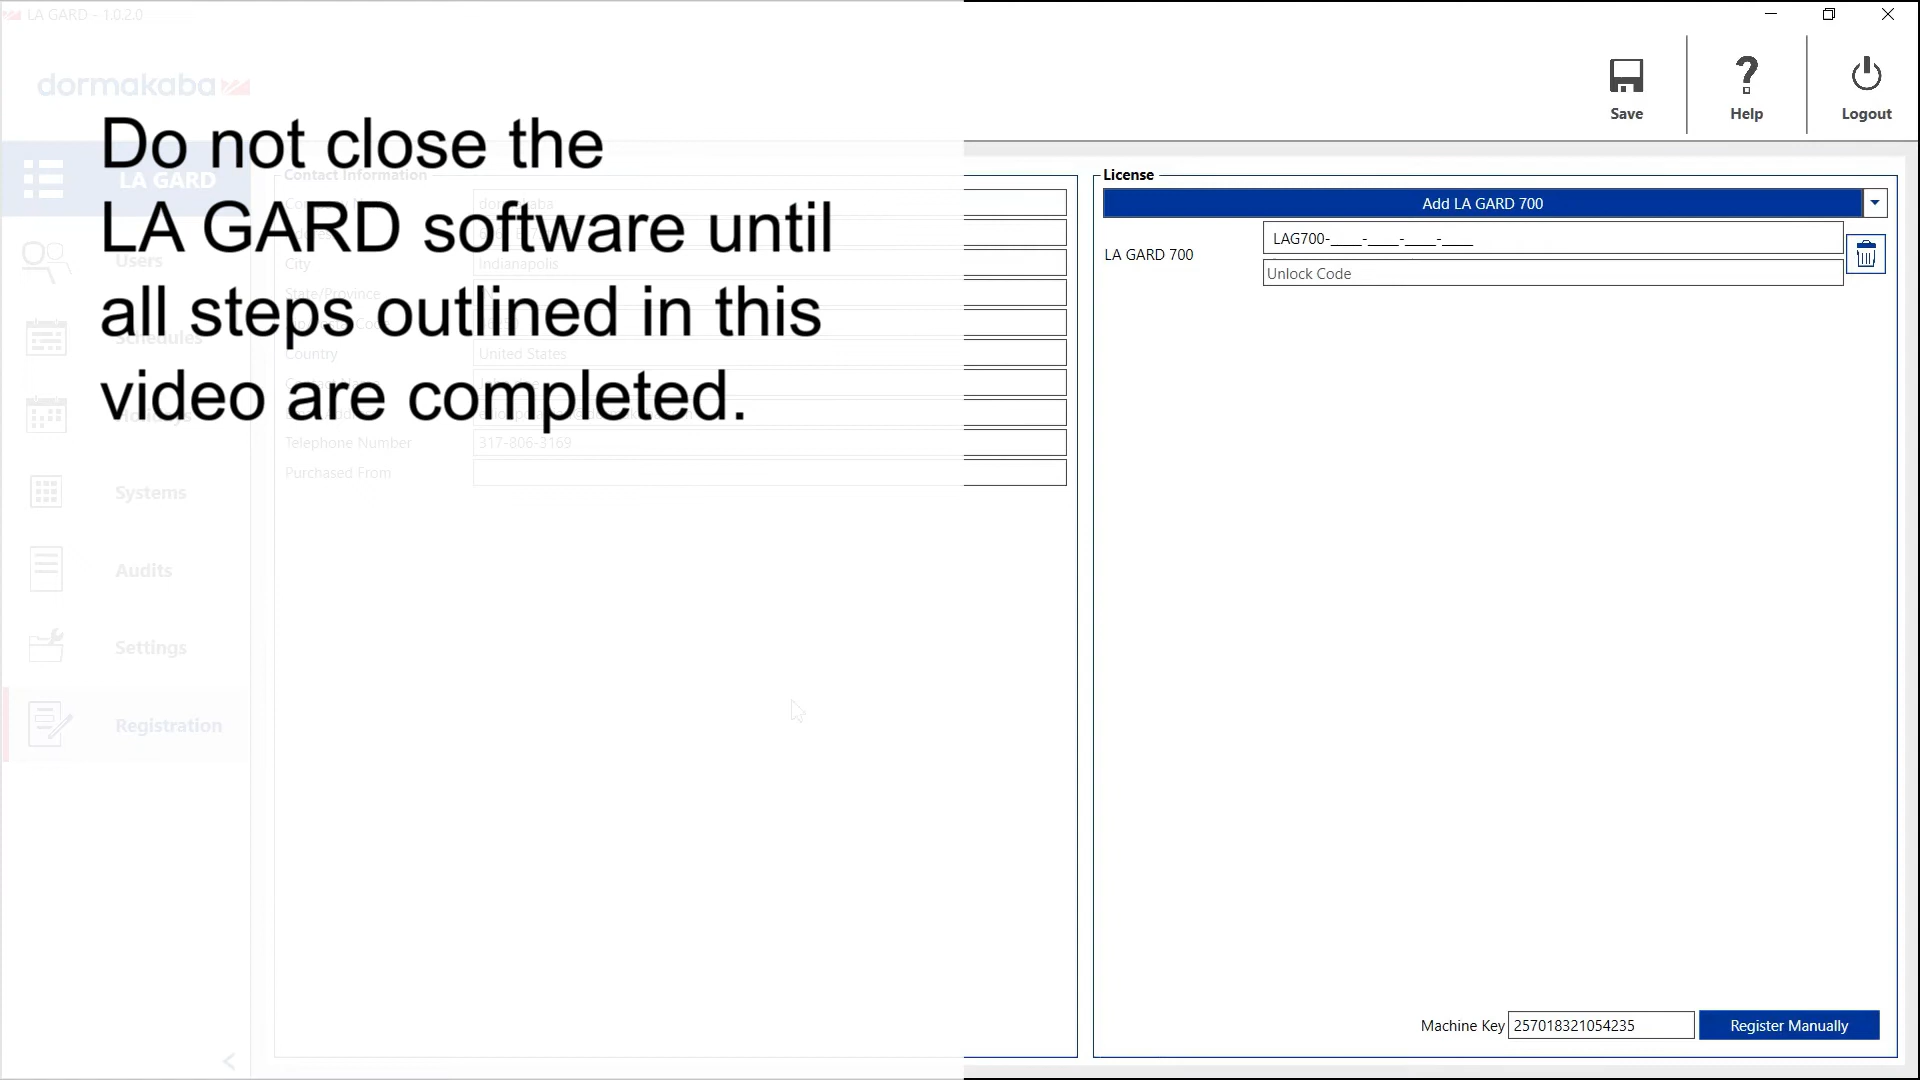 LA GARD - 1.0.2.0
dormakaba
Save
Help
Logout
Do not close the
LA GARD software until
all steps outlined in this
video are completed.
LA GARD
Users
Schedules
Systems
Audits
Settings
Registration
Contact Information
City
Indianapolis
State/Province
Country
United States
Telephone Number
317-806-3169
Purchased From
License
Add LA GARD 700
LA GARD 700
LAG700-____-____-____-____
Unlock Code
Machine Key
257018321054235
Register Manually